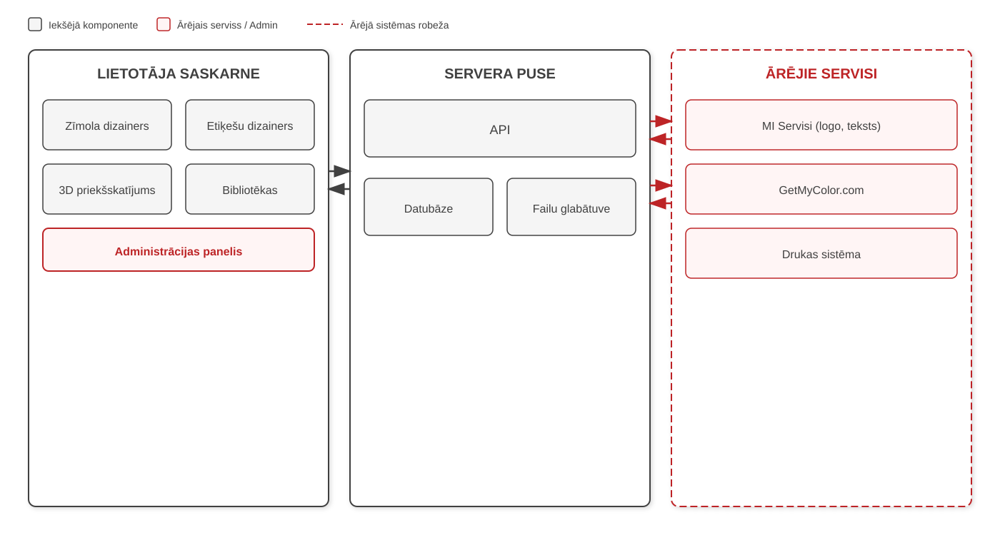 Iekšējā komponente
Ārējais serviss / Admin
Ārējā sistēmas robeža
LIETOTĀJA SASKARNE
Zīmola dizainers
Etiķešu dizainers
3D priekšskatījums
Bibliotēkas
Administrācijas panelis
SERVERA PUSE
API
Datubāze
Failu glabātuve
ĀRĒJIE SERVISI
MI Servisi (logo, teksts)
GetMyColor.com
Drukas sistēma